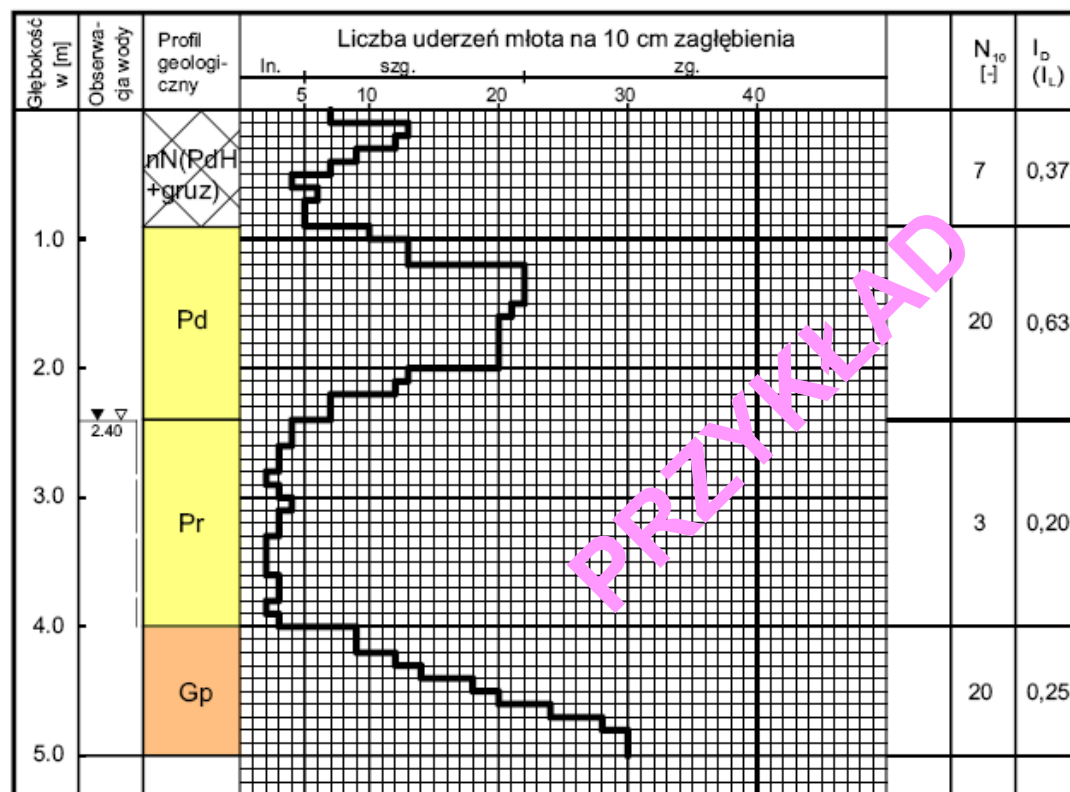 Głębokość
w [m]
Obserwa-
cja wody
Profil
geologi-
czny
Liczba uderzeń młota na 10 cm zagłębienia
ln. szg. zg.
5 10 20 30 40
N10
[-]
ID
(IL)
nN(PdH
+gruz)
7 0,37
1.0
Pd
20 0,63
2.0
2.40
3.0
Pr
3 0,20
4.0
Gp
20 0,25
5.0
PRZYKŁAD